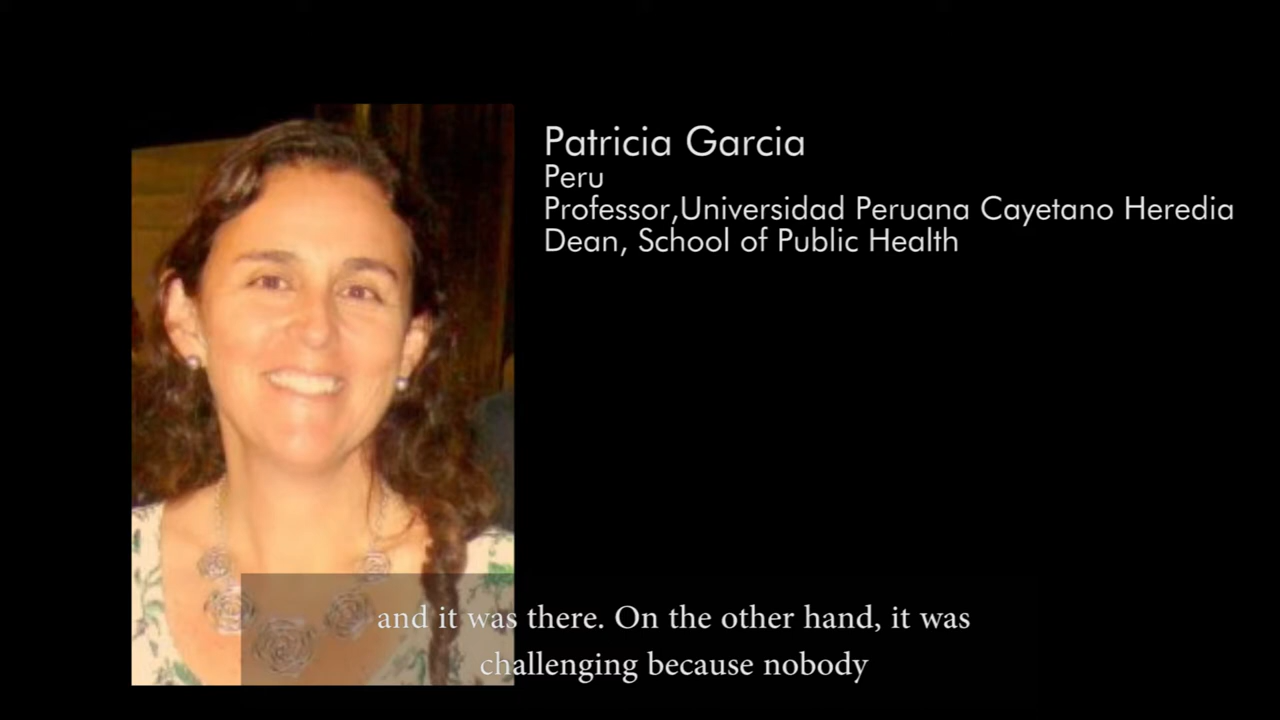 Patricia Garcia
Peru
Professor,Universidad Peruana Cayetano Heredia
Dean, School of Public Health
and it was there. On the other hand, it was
challenging because nobody